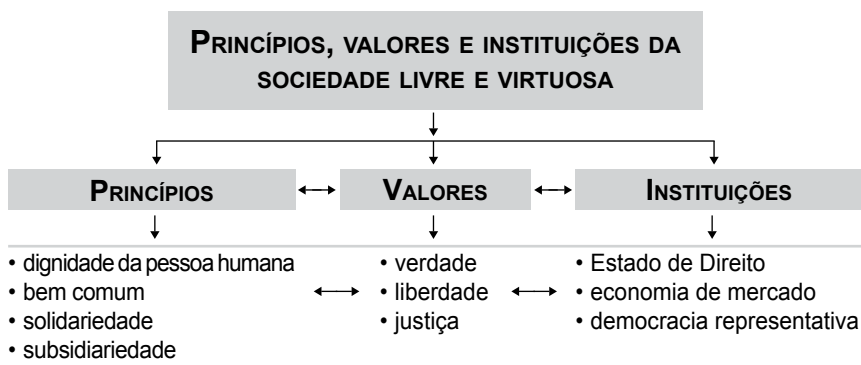 PRINCÍPIOS, VALORES E INSTITUIÇÕES DA
SOCIEDADE LIVRE E VIRTUOSA
PRINCÍPIOS
VALORES
INSTITUIÇÕES
• dignidade da pessoa humana
• bem comum
• solidariedade
• subsidiariedade
• verdade
• liberdade
• justiça
• Estado de Direito
• economia de mercado
• democracia representativa